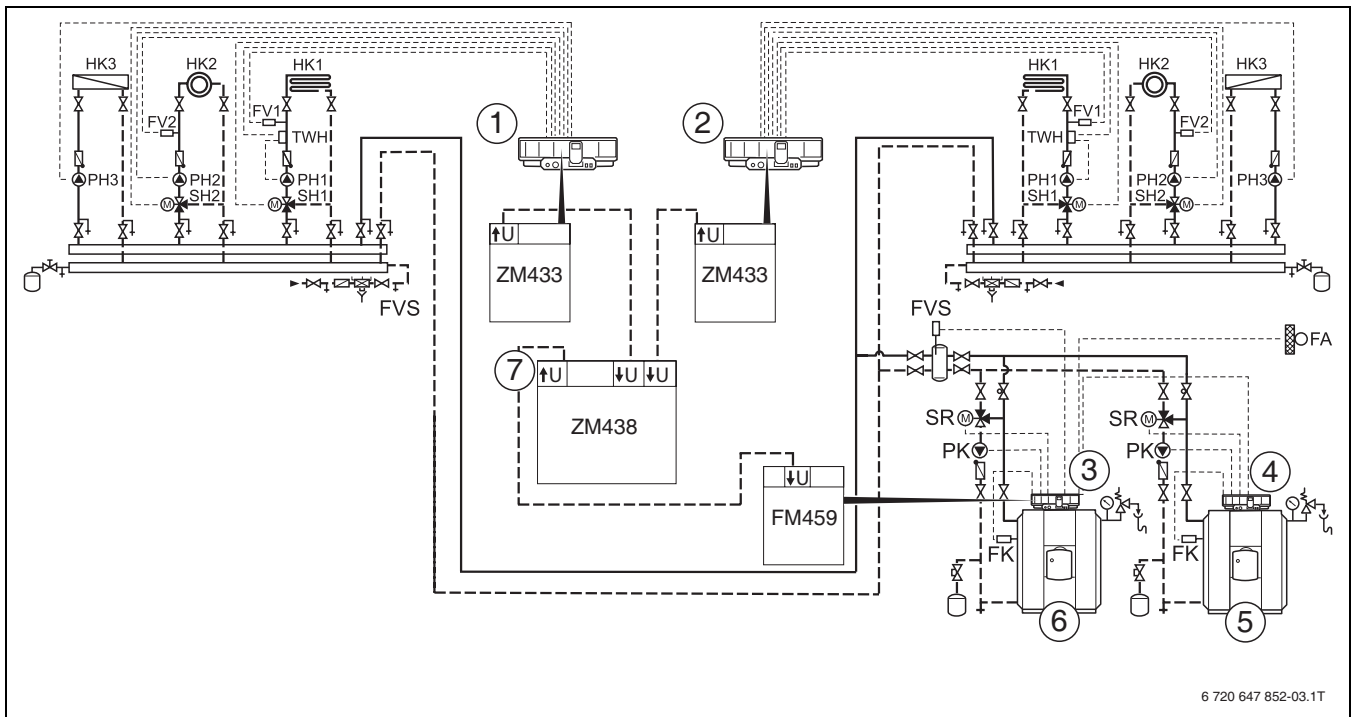 HK3 HK2 HK1
HK1 HK2 HK3
FV1 FV1
FV2 TWH TWH FV2
1 2
PH3 PH2 PH1
PH1 PH2 PH3
SH2 SH1 SH1 SH2
M M M M
U U
ZM433 ZM433
FVS
FVS
FA
7
U U U
ZM438
SR M SR M
PK PK
3 4
U
FM459
FK FK
6 5
6 720 647 852-03.1T